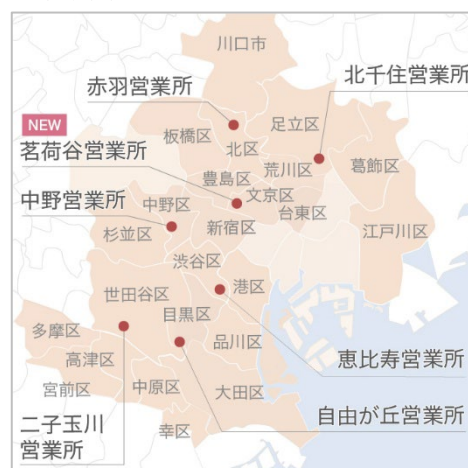 川口市
赤羽営業所
北千住営業所
NEW
足立区
板橋区
北区
茗荷谷営業所
荒川区
葛飾区
豊島区
文京区
中野営業所
中野区
台東区
新宿区
杉並区
江戸川区
渋谷区
世田谷区
港区
目黒区
多摩区
品川区
高津区
恵比寿営業所
宮前区
中原区
大田区
二子玉川
営業所
自由が丘営業所
幸区